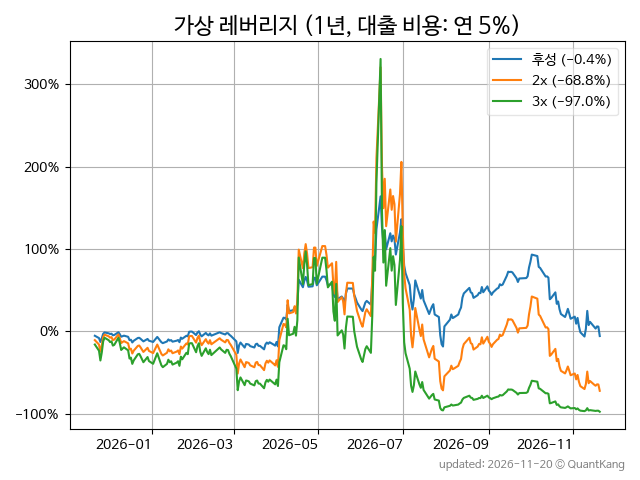 가상 레버리지 (1년, 대출 비용: 연 5%)
후성 (−0.4%)
2x (−68.8%)
3x (−97.0%)
300%
200%
100%
0%
−100%
2026-01 2026-03 2026-05 2026-07 2026-09 2026-11
updated: 2026-11-20 © QuantKang